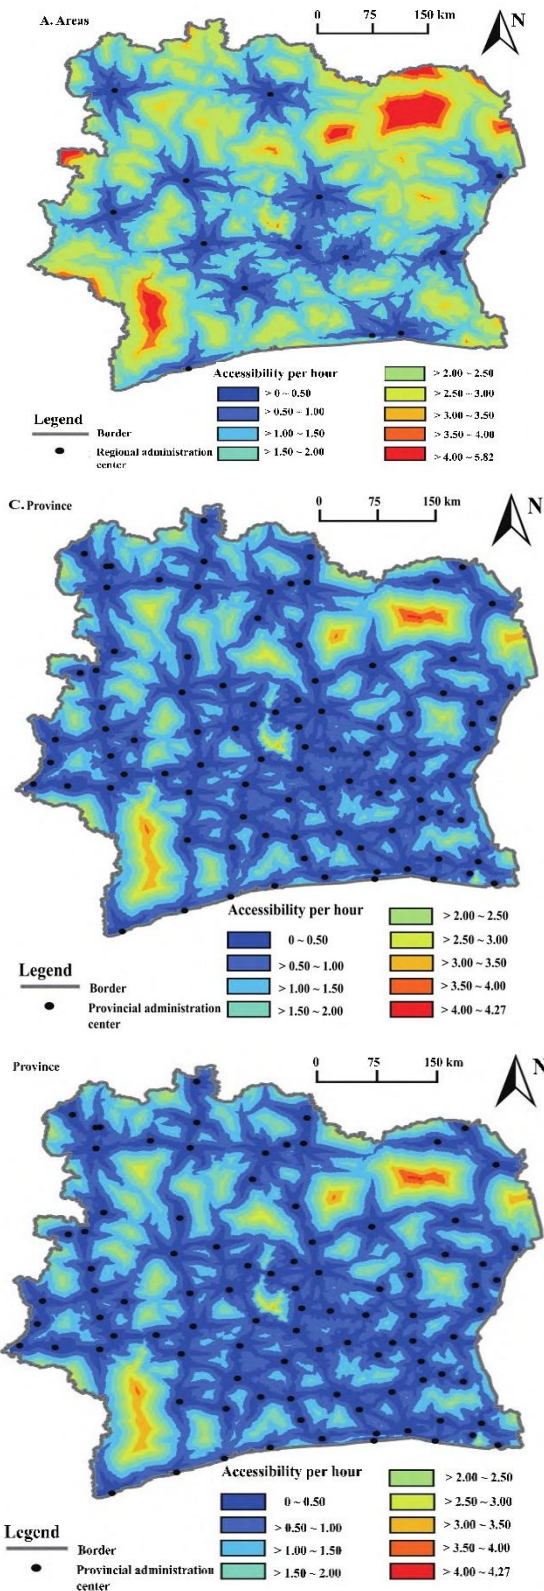 A. Areas
0 75 150 km
N
Accessibility per hour
> 0 ~ 0.50
> 0.50 ~ 1.00
> 1.00 ~ 1.50
> 1.50 ~ 2.00
> 2.00 ~ 2.50
> 2.50 ~ 3.00
> 3.00 ~ 3.50
> 3.50 ~ 4.00
> 4.00 ~ 5.82
Legend
Border
Regional administration
center
C. Province
0 75 150 km
N
Accessibility per hour
0 ~ 0.50
> 0.50 ~ 1.00
> 1.00 ~ 1.50
> 1.50 ~ 2.00
> 2.00 ~ 2.50
> 2.50 ~ 3.00
> 3.00 ~ 3.50
> 3.50 ~ 4.00
> 4.00 ~ 4.27
Legend
Border
Provincial administration
center
Province
0 75 150 km
N
Accessibility per hour
0 ~ 0.50
> 0.50 ~ 1.00
> 1.00 ~ 1.50
> 1.50 ~ 2.00
> 2.00 ~ 2.50
> 2.50 ~ 3.00
> 3.00 ~ 3.50
> 3.50 ~ 4.00
> 4.00 ~ 4.27
Legend
Border
Provincial administration
center